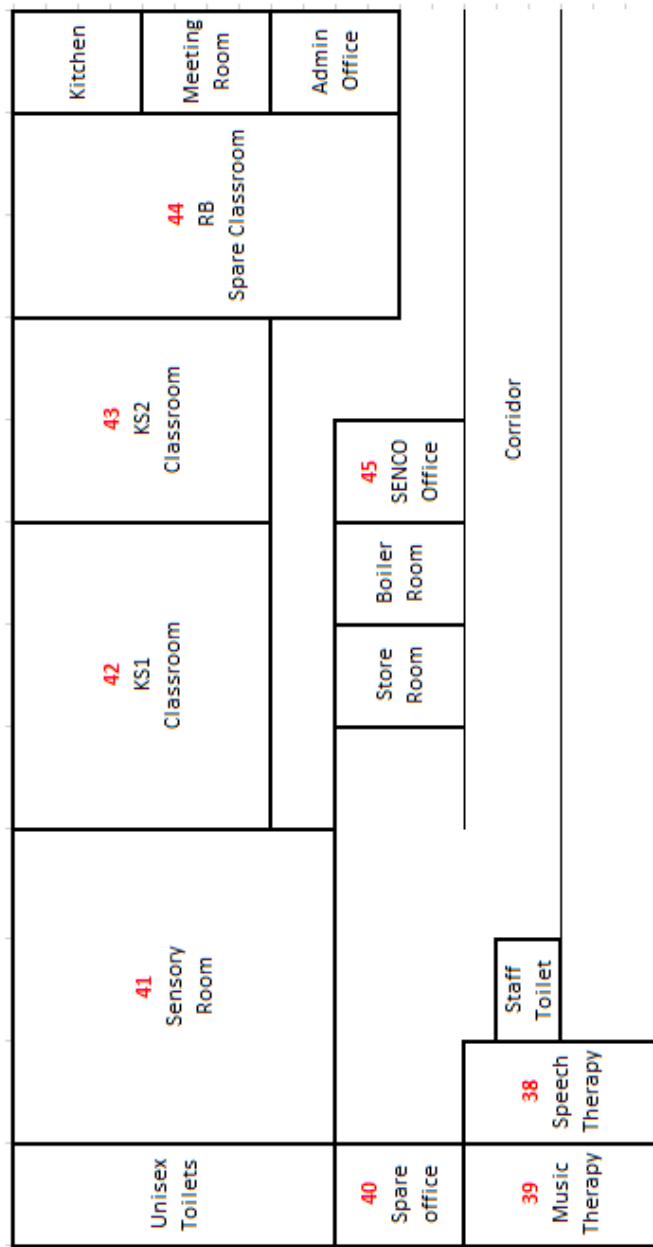 Unisex
Toilets
41
Sensory
Room
42
KS1
Classroom
43
KS2
Classroom
44
RB
Spare Classroom
Kitchen
Meeting
Room
Admin
Office
40
Spare
office
Store
Room
Boiler
Room
45
SENCO
Office
39
Music
Therapy
38
Speech
Therapy
Staff
Toilet
Corridor